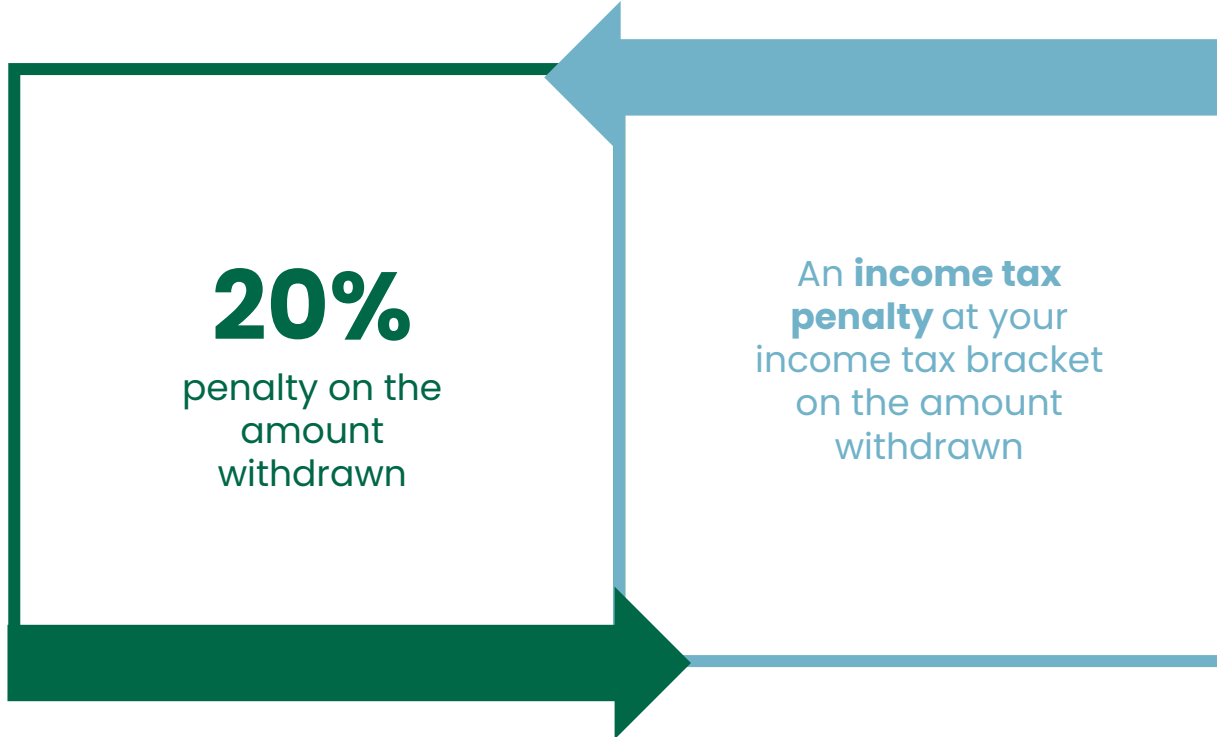 20%
penalty on the
amount
withdrawn
An income tax
penalty at your
income tax bracket
on the amount
withdrawn